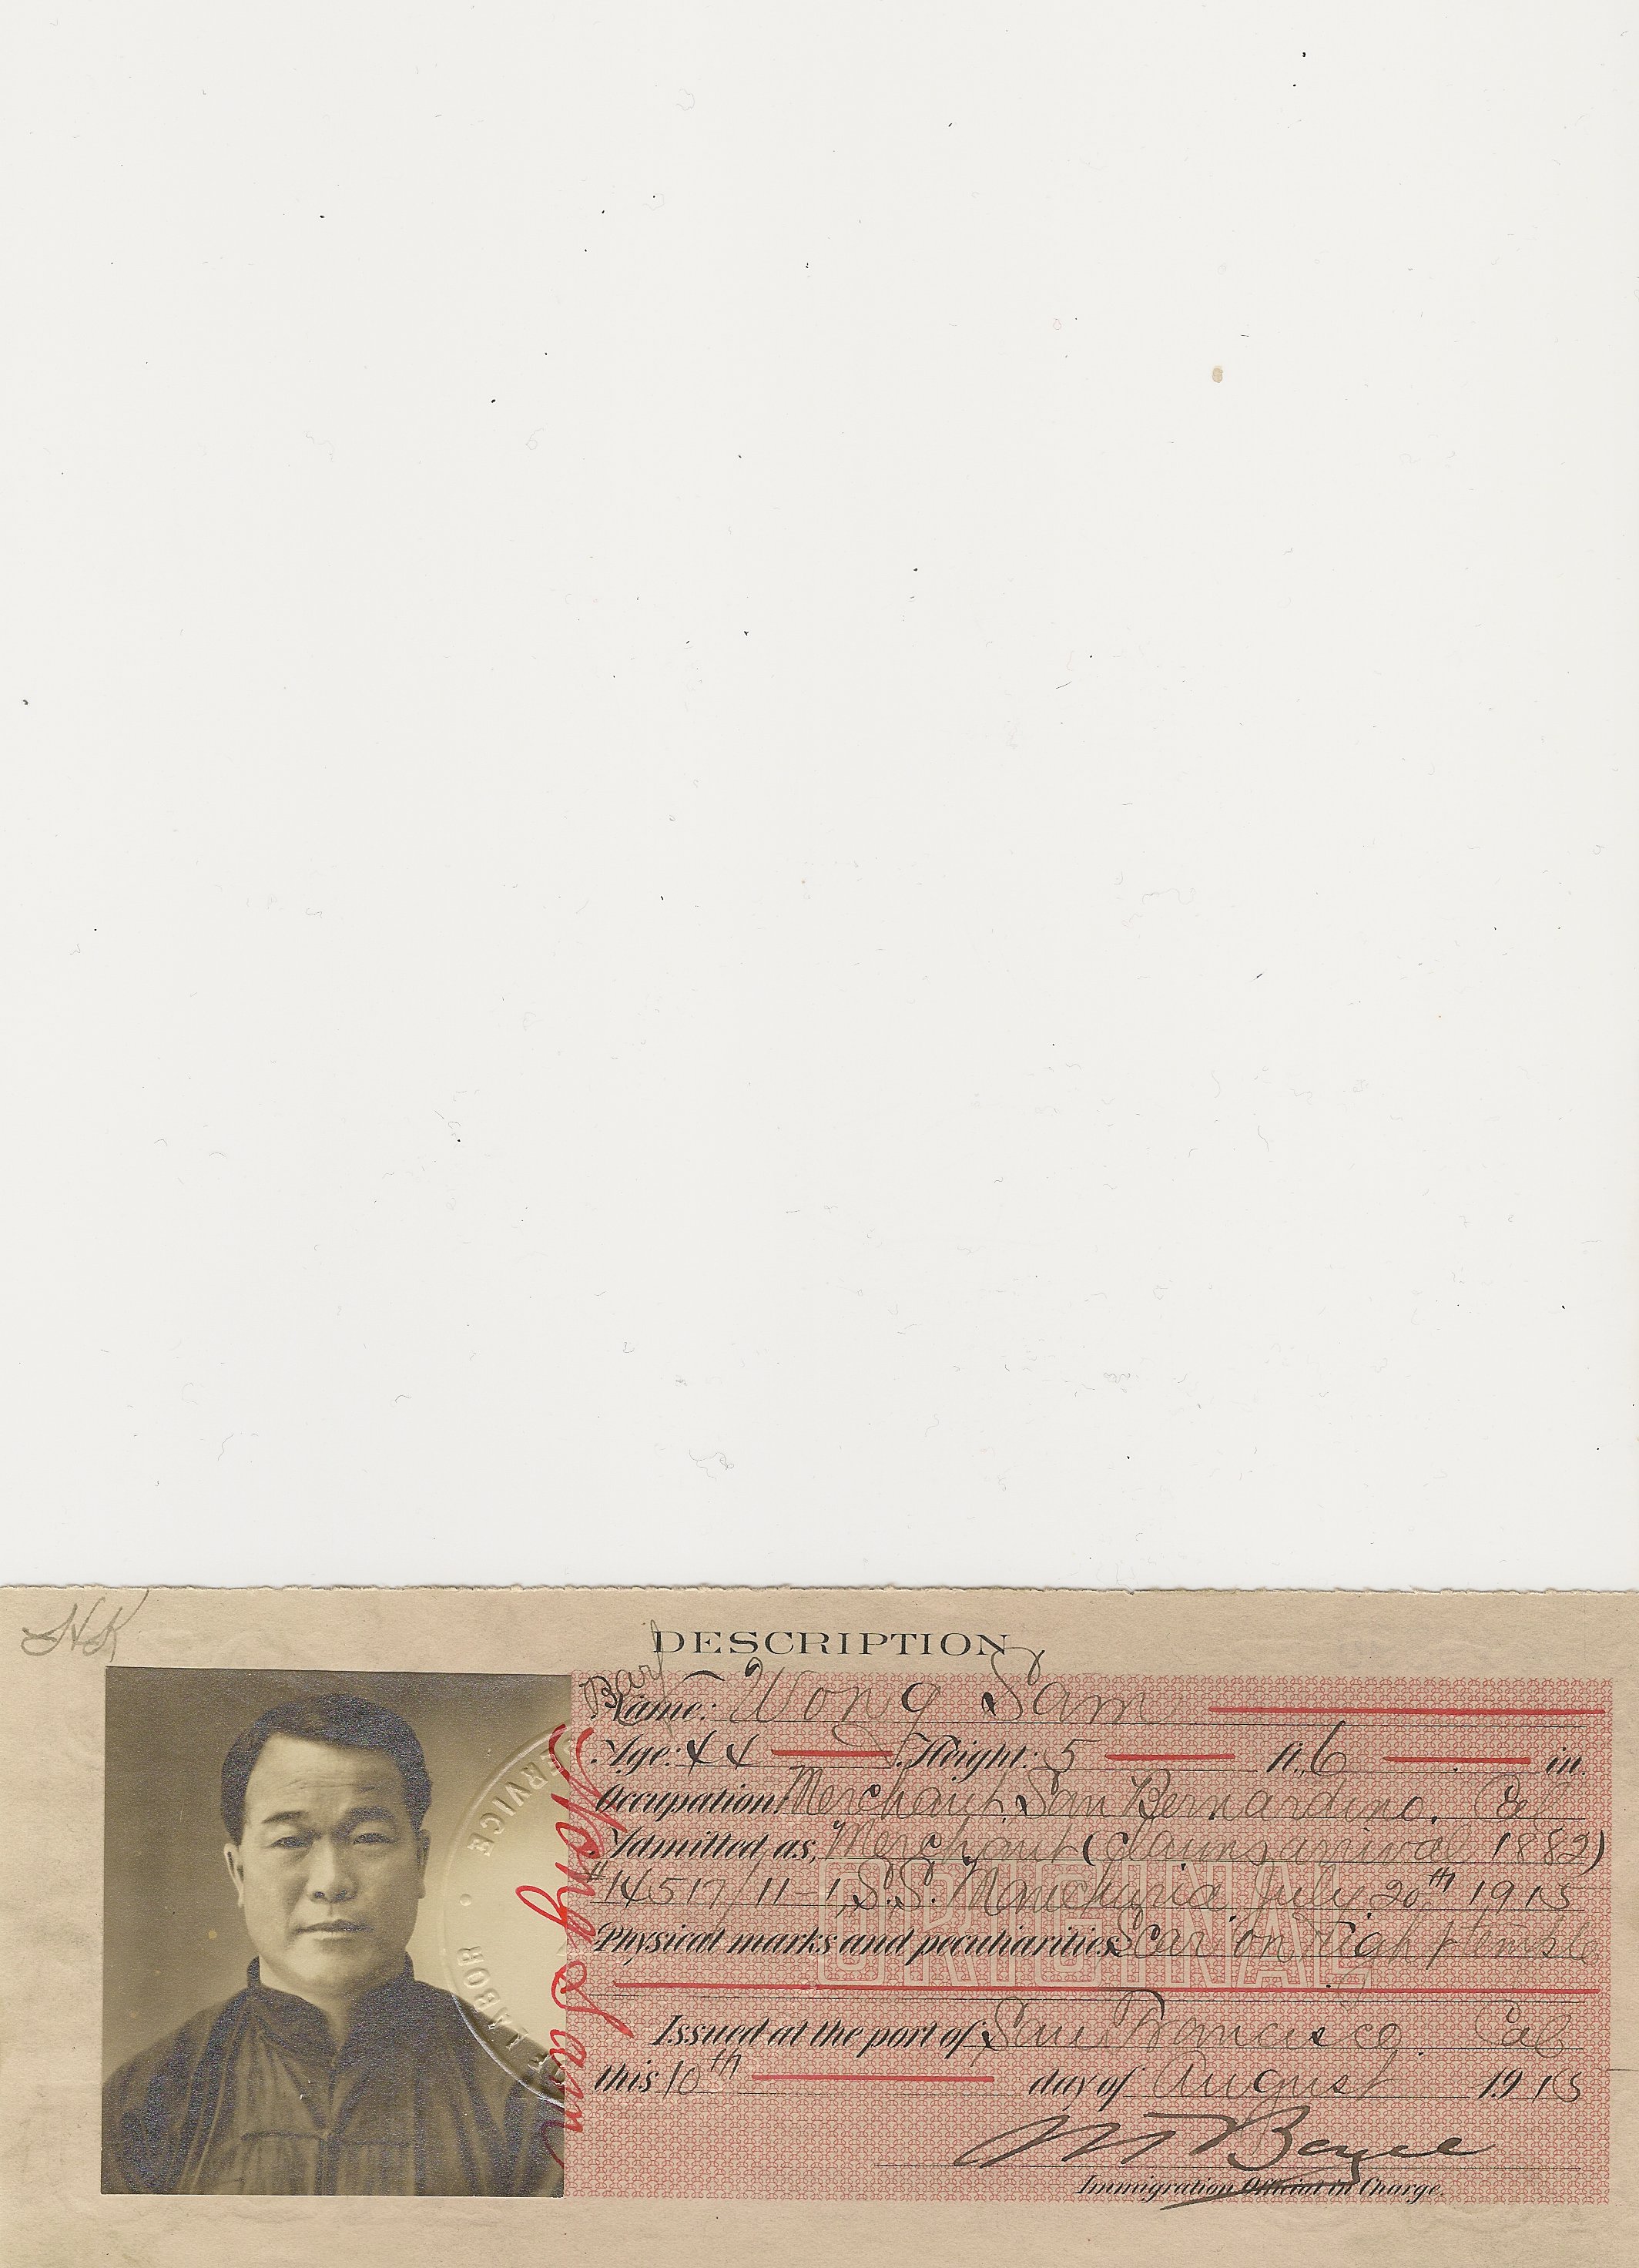 HK
DESCRIPTION
Name: Wong Sam
Age: 44 Height: 5 ft. 6 in.
Occupation: Merchant, San Bernardino, Cal
Admitted as, Merchant (claims arrival 1882)
#14517/11-1, S.S. Manchuria, July 20th 1915
Physical marks and peculiarities: Scar on right temple
ORIGINAL
Issued at the port of San Francisco, Cal
this 10th day of August 1915
Immigration Official in Charge.
Wong Sam
SERVICE
LABOR